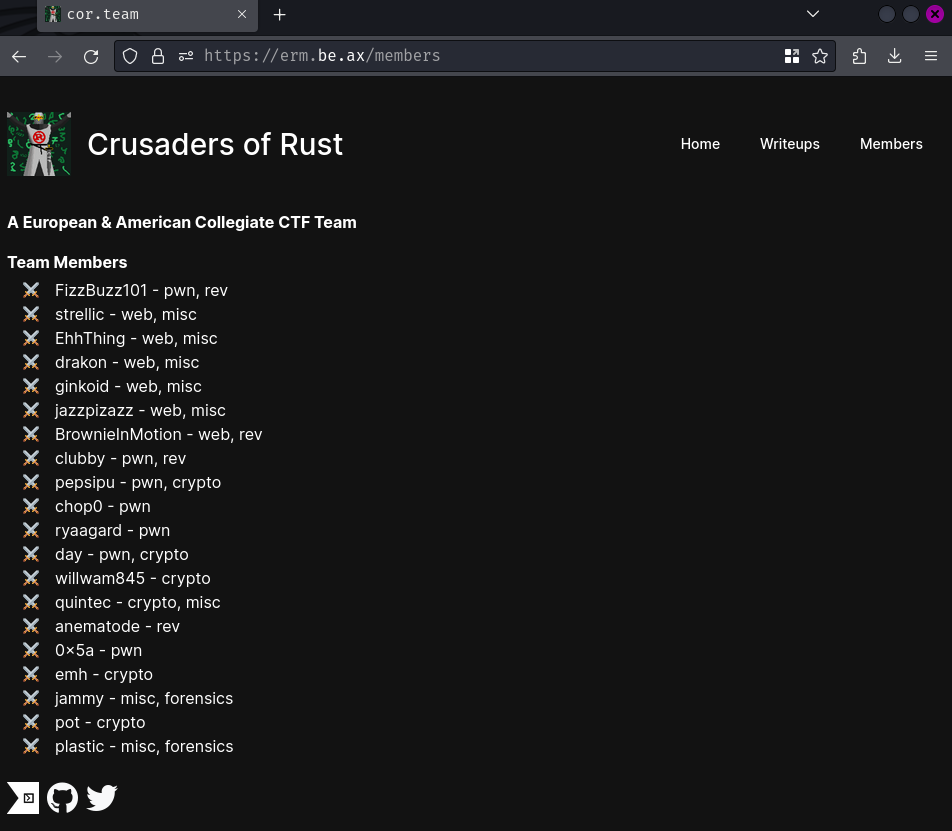 cor.team
https://erm.be.ax/members
Crusaders of Rust
Home
Writeups
Members
A European & American Collegiate CTF Team
Team Members
FizzBuzz101 - pwn, rev
strellic - web, misc
EhhThing - web, misc
drakon - web, misc
ginkoid - web, misc
jazzpizazz - web, misc
BrownieInMotion - web, rev
clubby - pwn, rev
pepsipu - pwn, crypto
chop0 - pwn
ryaagard - pwn
day - pwn, crypto
willwam845 - crypto
quintec - crypto, misc
anematode - rev
0×5a - pwn
emh - crypto
jammy - misc, forensics
pot - crypto
plastic - misc, forensics